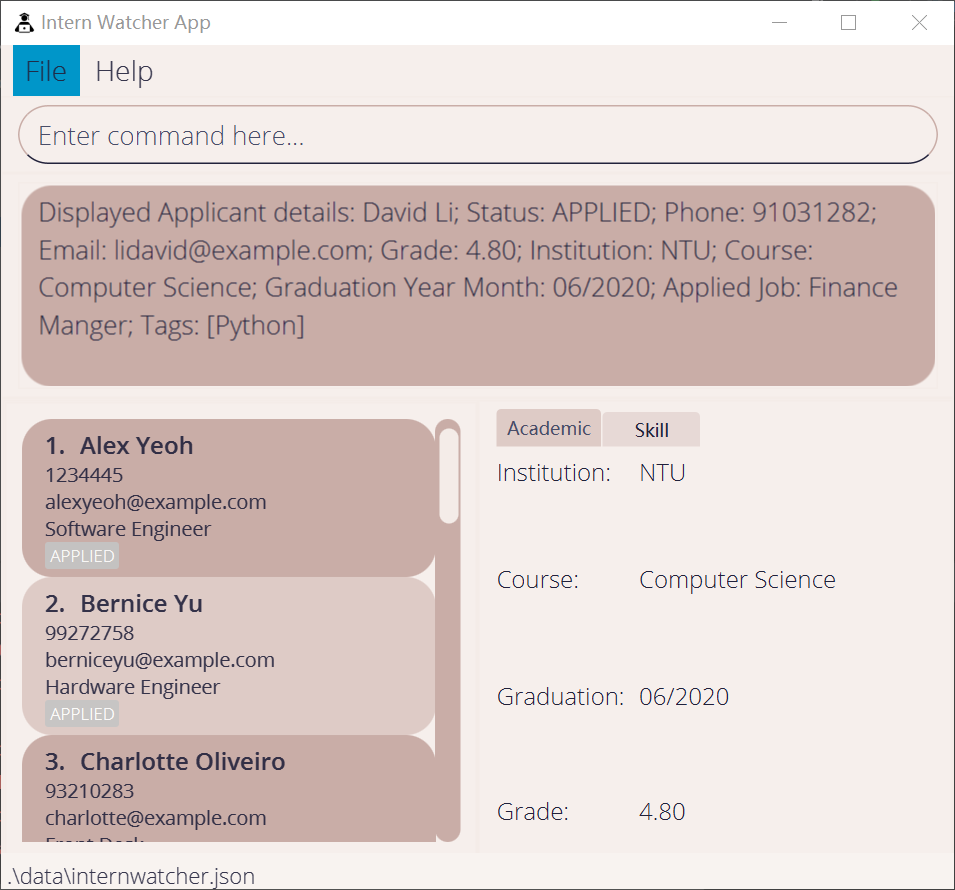 Intern Watcher App
File Help
Enter command here...
Displayed Applicant details: David Li; Status: APPLIED; Phone: 91031282;
Email: lidavid@example.com; Grade: 4.80; Institution: NTU; Course:
Computer Science; Graduation Year Month: 06/2020; Applied Job: Finance
Manger; Tags: [Python]
1. Alex Yeoh
1234445
alexyeoh@example.com
Software Engineer
APPLIED
2. Bernice Yu
99272758
berniceyu@example.com
Hardware Engineer
APPLIED
3. Charlotte Oliveiro
93210283
charlotte@example.com
Front Desk
Academic Skill
Institution: NTU
Course: Computer Science
Graduation: 06/2020
Grade: 4.80
.\data\internwatcher.json